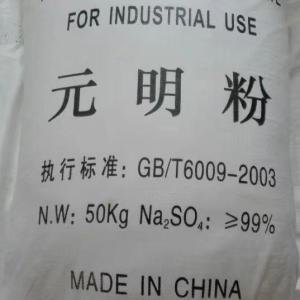 FOR INDUSTRIAL USE
元明粉
执行标准: GB/T6009-2003
N.W: 50Kg Na₂SO₄: ≥99%
MADE IN CHINA